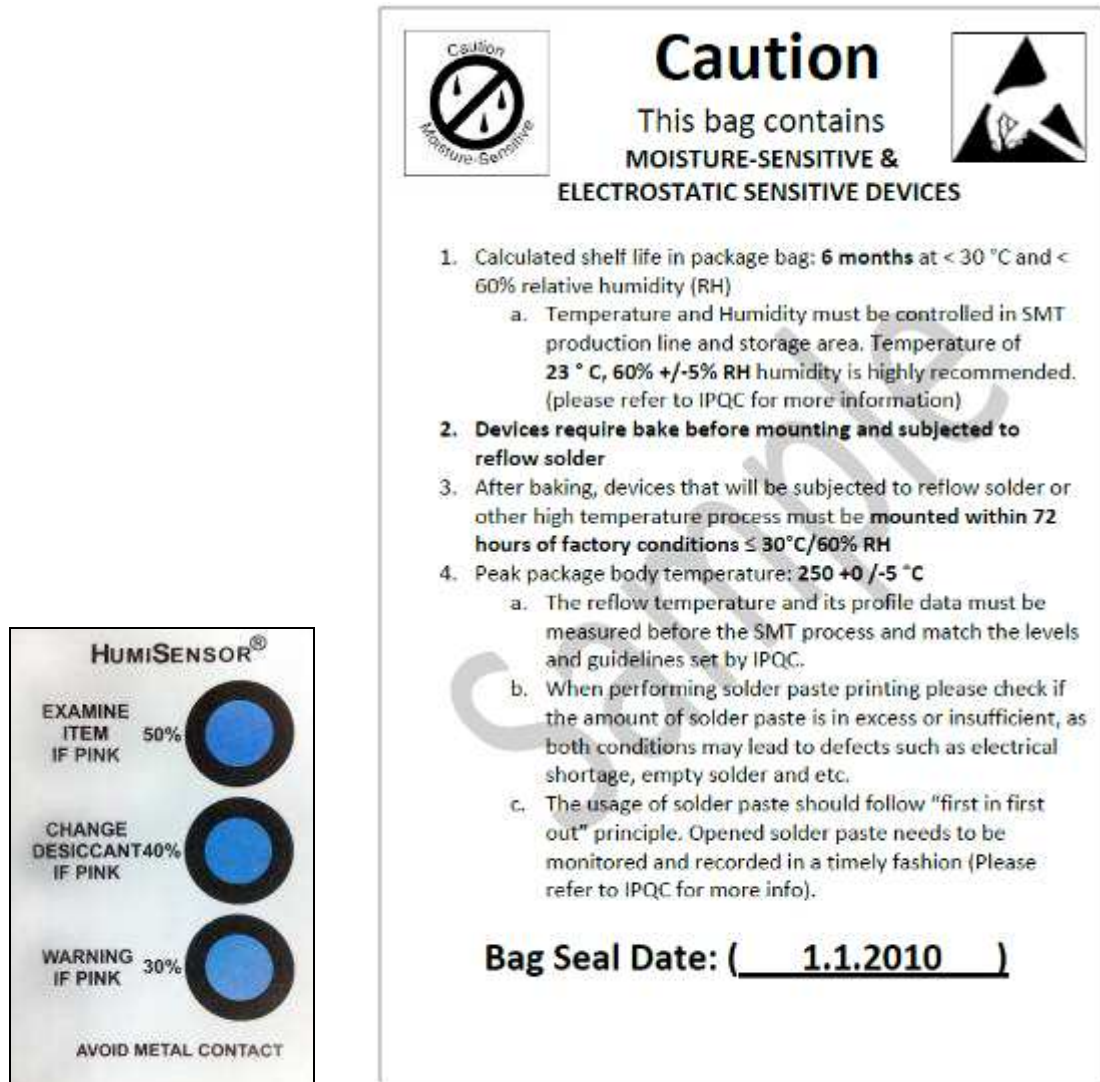 Caution
Moisture-Sensitive
Caution
This bag contains
MOISTURE-SENSITIVE &
ELECTROSTATIC SENSITIVE DEVICES
1. Calculated shelf life in package bag: 6 months at < 30 °C and <
60% relative humidity (RH)
a. Temperature and Humidity must be controlled in SMT
production line and storage area. Temperature of
23 ° C, 60% +/-5% RH humidity is highly recommended.
(please refer to IPQC for more information)
2. Devices require bake before mounting and subjected to
reflow solder
3. After baking, devices that will be subjected to reflow solder or
other high temperature process must be mounted within 72
hours of factory conditions ≤ 30°C/60% RH
4. Peak package body temperature: 250 +0 /-5 °C
a. The reflow temperature and its profile data must be
measured before the SMT process and match the levels
and guidelines set by IPQC.
b. When performing solder paste printing please check if
the amount of solder paste is in excess or insufficient, as
both conditions may lead to defects such as electrical
shortage, empty solder and etc.
c. The usage of solder paste should follow “first in first
out” principle. Opened solder paste needs to be
monitored and recorded in a timely fashion (Please
refer to IPQC for more info).
Bag Seal Date: ( 1.1.2010 )
Sample
HUMISENSOR®
EXAMINE
ITEM 50%
IF PINK
CHANGE
DESICCANT 40%
IF PINK
WARNING 30%
IF PINK
AVOID METAL CONTACT